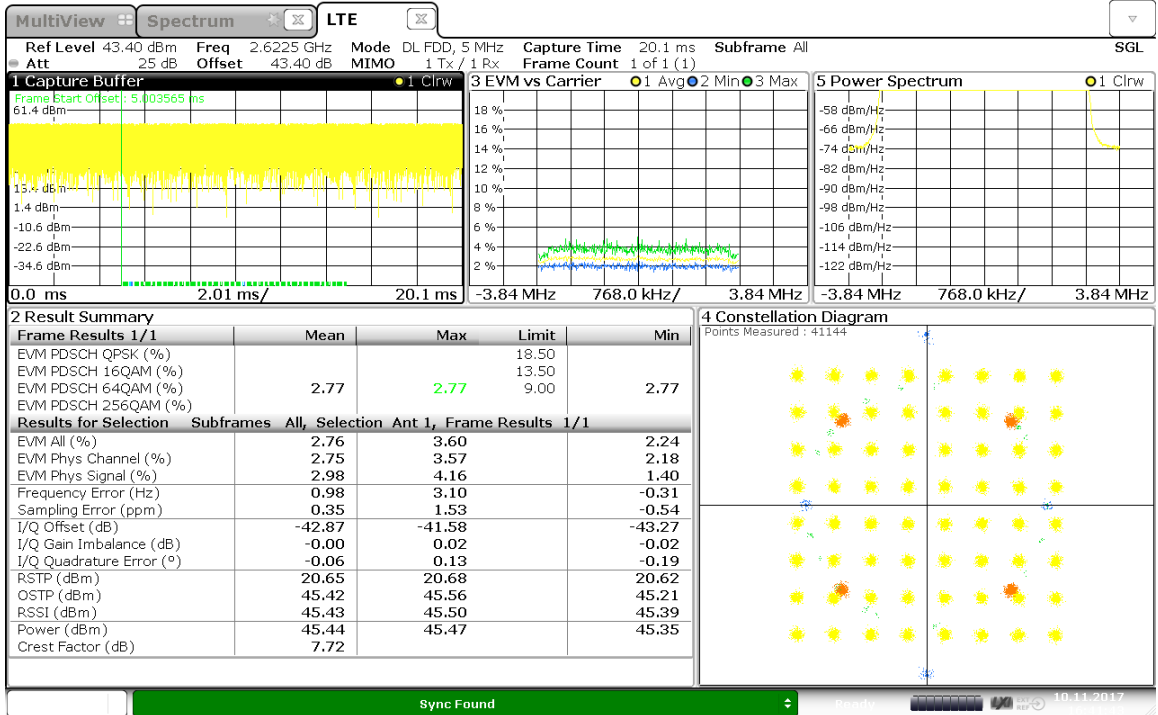 MultiView Spectrum LTE
Ref Level 43.40 dBm Freq 2.6225 GHz Mode DL FDD, 5 MHz Capture Time 20.1 ms Subframe All SGL
Att 25 dB Offset 43.40 dB MIMO 1 Tx / 1 Rx Frame Count 1 of 1 (1)
1 Capture Buffer 1 Clrw
Frame Start Offset : 5.003565 ms
61.4 dBm
15.4 dBm
1.4 dBm
-10.6 dBm
-22.6 dBm
-34.6 dBm
0.0 ms 2.01 ms/ 20.1 ms
3 EVM vs Carrier 1 Avg 2 Min 3 Max
18 %
16 %
14 %
12 %
10 %
8 %
6 %
4 %
2 %
-3.84 MHz 768.0 kHz/ 3.84 MHz
5 Power Spectrum 1 Clrw
-58 dBm/Hz
-66 dBm/Hz
-74 dBm/Hz
-82 dBm/Hz
-90 dBm/Hz
-98 dBm/Hz
-106 dBm/Hz
-114 dBm/Hz
-122 dBm/Hz
-3.84 MHz 768.0 kHz/ 3.84 MHz
2 Result Summary
Frame Results 1/1 Mean Max Limit Min
EVM PDSCH QPSK (%) 18.50
EVM PDSCH 16QAM (%) 13.50
EVM PDSCH 64QAM (%) 2.77 2.77 9.00 2.77
EVM PDSCH 256QAM (%)
Results for Selection Subframes All, Selection Ant 1, Frame Results 1/1
EVM All (%) 2.76 3.60 2.24
EVM Phys Channel (%) 2.75 3.57 2.18
EVM Phys Signal (%) 2.98 4.16 1.40
Frequency Error (Hz) 0.98 3.10 -0.31
Sampling Error (ppm) 0.35 1.53 -0.54
I/Q Offset (dB) -42.87 -41.58 -43.27
I/Q Gain Imbalance (dB) -0.00 0.02 -0.02
I/Q Quadrature Error (°) -0.06 0.13 -0.19
RSTP (dBm) 20.65 20.68 20.62
OSTP (dBm) 45.42 45.56 45.21
RSSI (dBm) 45.43 45.50 45.39
Power (dBm) 45.44 45.47 45.35
Crest Factor (dB) 7.72
4 Constellation Diagram
Points Measured : 41144
Sync Found
Ready
LXI
EXT
REF
10.11.2017